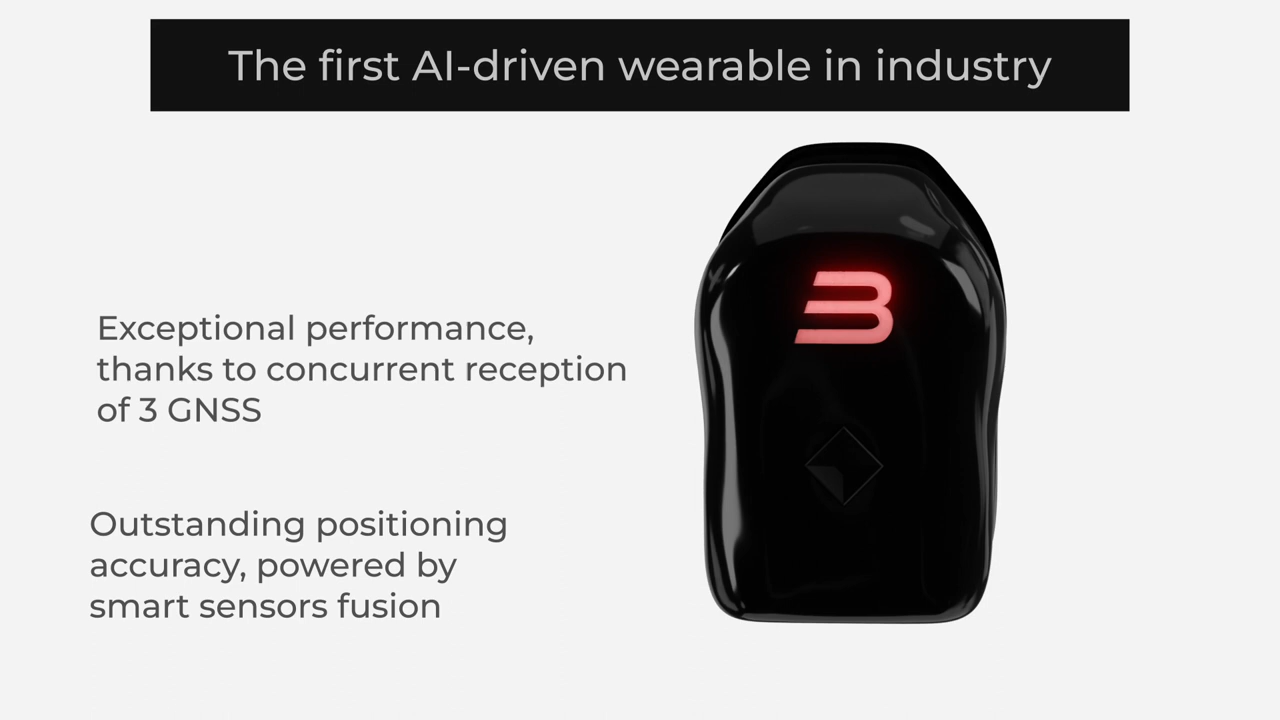 The first AI-driven wearable in industry
Exceptional performance,
thanks to concurrent reception
of 3 GNSS
Outstanding positioning
accuracy, powered by
smart sensors fusion